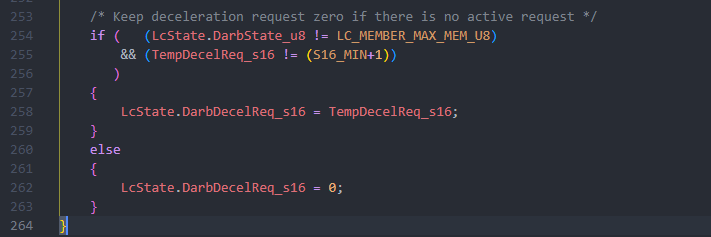 253 /* Keep deceleration request zero if there is no active request */
254 if (   (LcState.DarbState_u8 != LC_MEMBER_MAX_MEM_U8)
255     && (TempDecelReq_s16 != (S16_MIN+1))
256    )
257 {
258     LcState.DarbDecelReq_s16 = TempDecelReq_s16;
259 }
260 else
261 {
262     LcState.DarbDecelReq_s16 = 0;
263 }
264 }